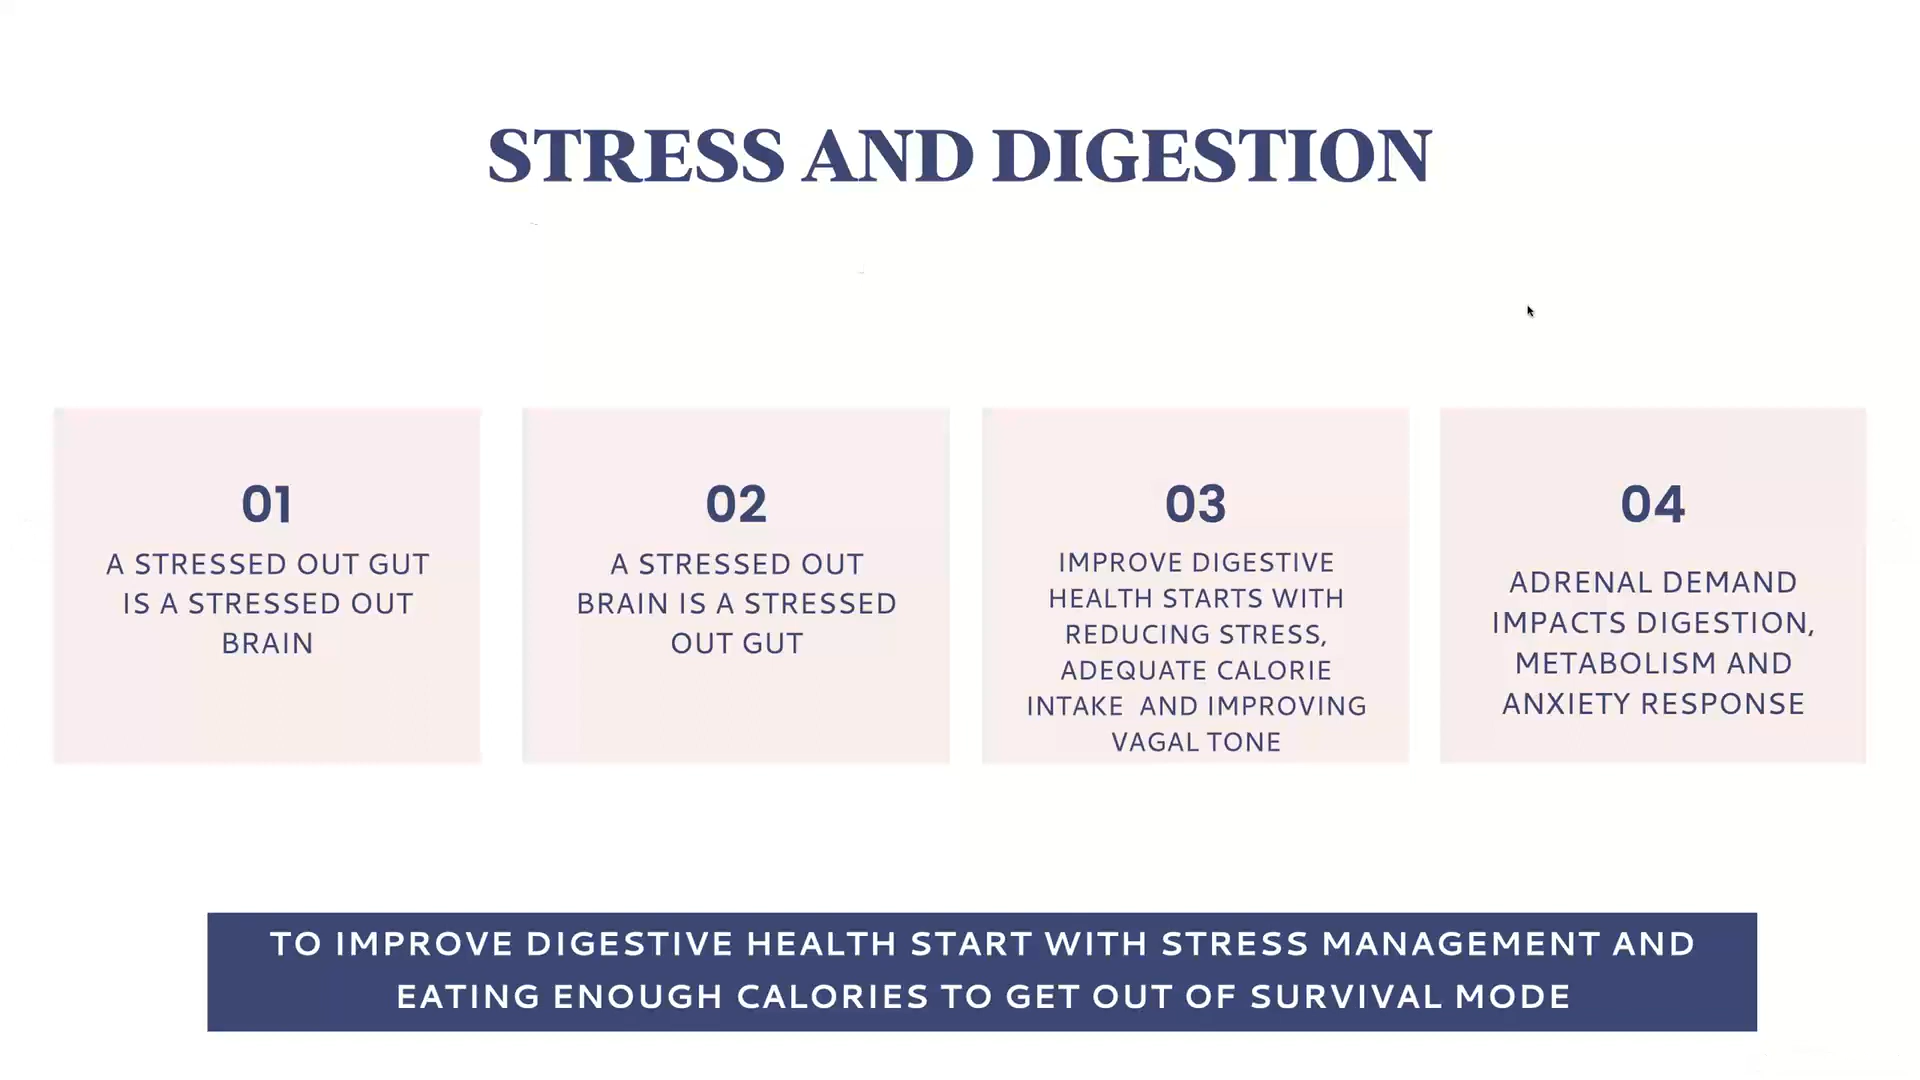 STRESS AND DIGESTION
01
A STRESSED OUT GUT
IS A STRESSED OUT
BRAIN
02
A STRESSED OUT
BRAIN IS A STRESSED
OUT GUT
03
IMPROVE DIGESTIVE
HEALTH STARTS WITH
REDUCING STRESS,
ADEQUATE CALORIE
INTAKE AND IMPROVING
VAGAL TONE
04
ADRENAL DEMAND
IMPACTS DIGESTION,
METABOLISM AND
ANXIETY RESPONSE
TO IMPROVE DIGESTIVE HEALTH START WITH STRESS MANAGEMENT AND
EATING ENOUGH CALORIES TO GET OUT OF SURVIVAL MODE